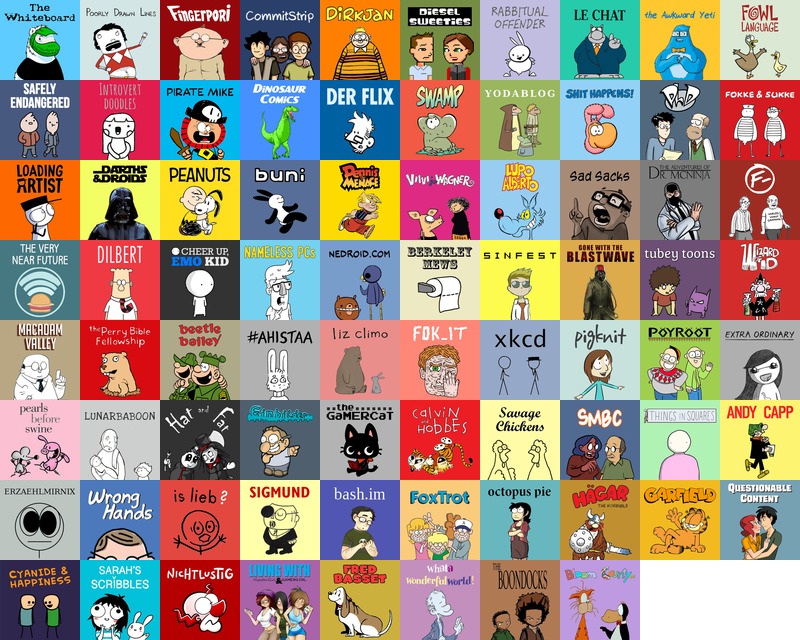 The
Whiteboard
POORLY DRAWN LINES
FINGERPORI
COMMITSTRIP
DiRKJAN
DIESEL
SWEETIES
RABBITUAL
OFFENDER
LE CHAT
the Awkward Yeti
FOWL
LANGUAGE
SAFELY
ENDANGERED
INTROVERT
DOODLES
PIRATE MIKE
DINOSAUR
COMICS
DER FLIX
SWAMP
YODABLOG
SHIT HAPPENS!
PhD
FOKKE & SUKKE
LOADING
ARTIST
DARTHS
& DROIDS
PEANUTS
buni
Dennis
THE
MENACE
VIIVI & WAGNER
LUPO
ALBERTO
sad sacks
THE ADVENTURES OF
DR. MCNINJA
F
THE VERY
NEAR FUTURE
DILBERT
CHEER UP,
EMO KID
NAMELESS PCs
NEDROID.COM
BERKELEY
MEWS
SINFEST
GONE WITH THE
BLASTWAVE
tubey toons
WIZARD
of ID
MACADAM
VALLEY
the Perry Bible
Fellowship
beetle
bailey
#AHISTAA
liz climo
FOK_IT
xkcd
pigknit
POYROOT
EXTRA ORDINARY
pearls
before
swine
LUNARBABOON
Hat and Fat
the
GaMERCaT
CALVIN
and
HOBBES
Savage
Chickens
SMBC
THINGS IN SQUARES
ANDY CAPP
ERZAEHLMIRNIX
Wrong
Hands
is lieb?
SIGMUND
bash.im
FoxTrot
octopus pie
HÄGAR
THE HORRIBLE
GARFIELD
QUESTIONABLE
CONTENT
CYANIDE &
HAPPINESS
SARAH'S
SCRIBBLES
NICHTLUSTIG
LIVING WITH
FRED
BASSET
what a
wonderful world!
THE
BOONDOCKS